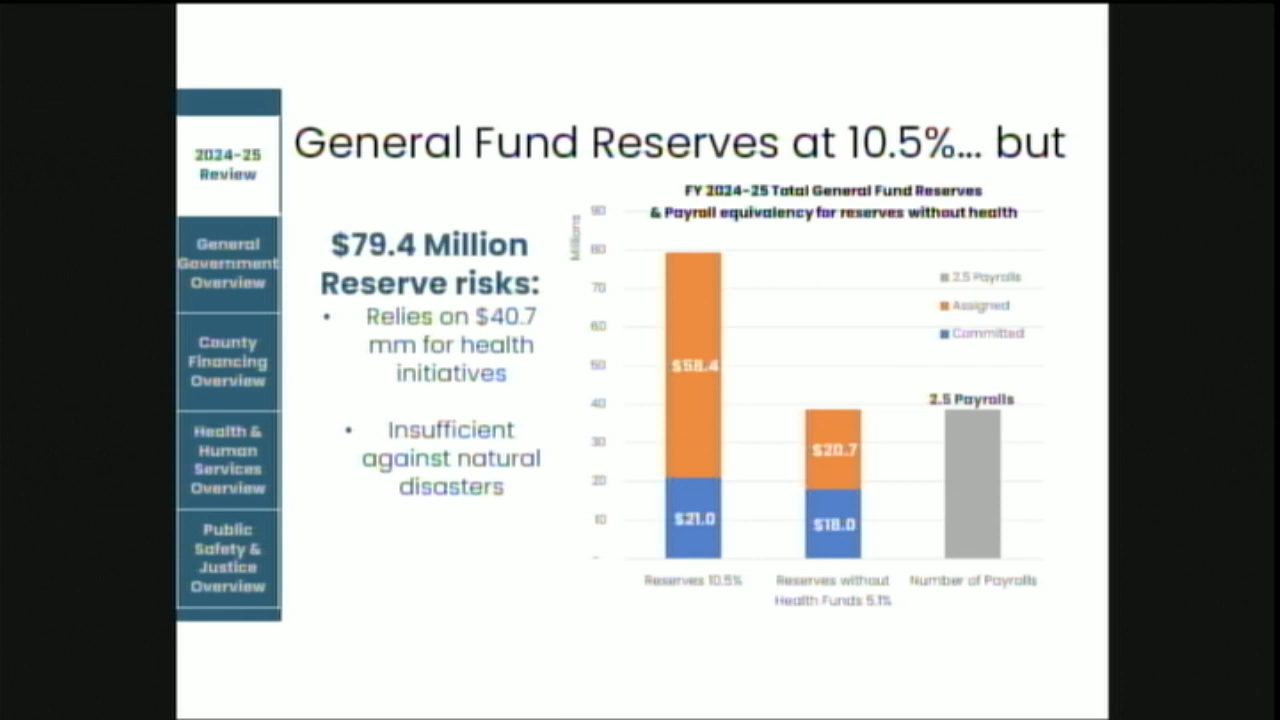 General Fund Reserves at 10.5%... but
2024-25
Review
General
Government
Overview
County
Financing
Overview
Health &
Human
Services
Overview
Public
Safety &
Justice
Overview
$79.4 Million
Reserve risks:
• Relies on $40.7
mm for health
initiatives
• Insufficient
against natural
disasters
FY 2024-25 Total General Fund Reserves
& Payroll equivalency for reserves without health
Millions
90
80
70
60
50
40
30
20
10
-
2.5 Payrolls
Assigned
Committed
$58.4
$21.0
$20.7
$18.0
2.5 Payrolls
Reserves 10.5%
Reserves without
Health Funds 5.1%
Number of Payrolls